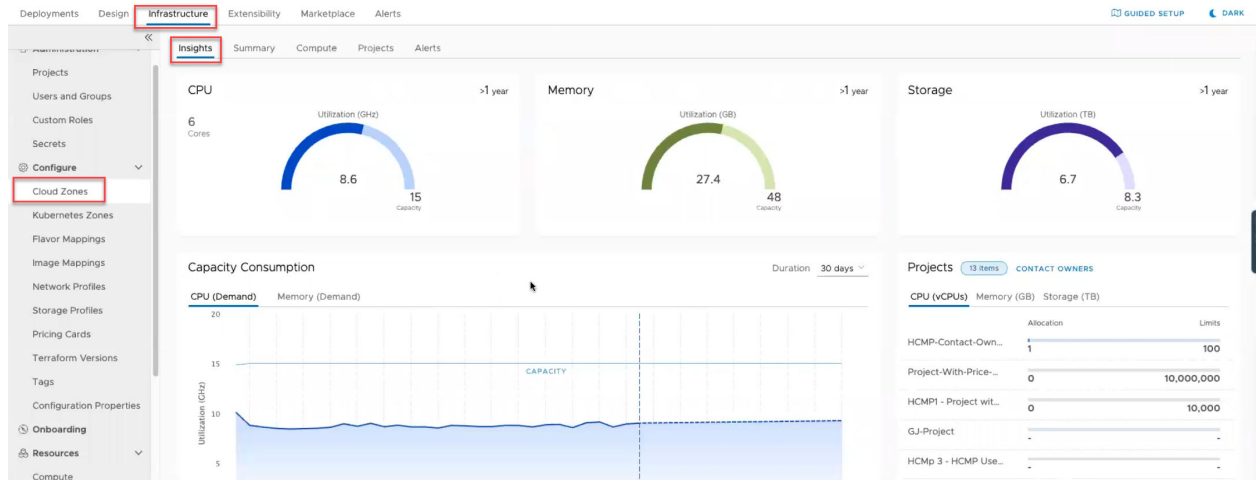 Deployments Design Infrastructure Extensibility Marketplace Alerts GUIDED SETUP DARK
«
Administration
Projects
Users and Groups
Custom Roles
Secrets
Configure
Cloud Zones
Kubernetes Zones
Flavor Mappings
Image Mappings
Network Profiles
Storage Profiles
Pricing Cards
Terraform Versions
Tags
Configuration Properties
Onboarding
Resources
Compute
Insights Summary Compute Projects Alerts
CPU >1 year
6
Cores
Utilization (GHz)
8.6
15
Capacity
Memory >1 year
Utilization (GB)
27.4
48
Capacity
Storage >1 year
Utilization (TB)
6.7
8.3
Capacity
Capacity Consumption Duration 30 days
CPU (Demand) Memory (Demand)
20
15
10
5
Utilization (GHz)
CAPACITY
Projects 13 items CONTACT OWNERS
CPU (vCPUs) Memory (GB) Storage (TB)
Allocation Limits
HCMP-Contact-Own... 1 100
Project-With-Price-... 0 10,000,000
HCMP1 - Project wit... 0 10,000
GJ-Project - -
HCMp 3 - HCMP Use... - -